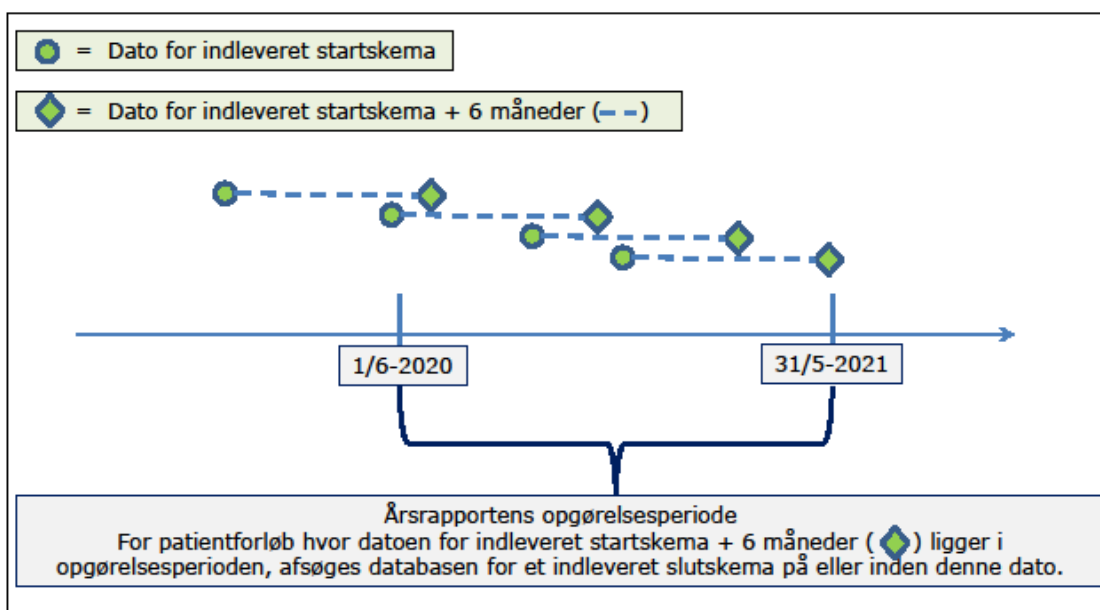 = Dato for indleveret startskema
= Dato for indleveret startskema + 6 måneder (– –)
1/6-2020
31/5-2021
Årsrapportens opgørelsesperiode
For patientforløb hvor datoen for indleveret startskema + 6 måneder ( ) ligger i
opgørelsesperioden, afsøges databasen for et indleveret slutskema på eller inden denne dato.